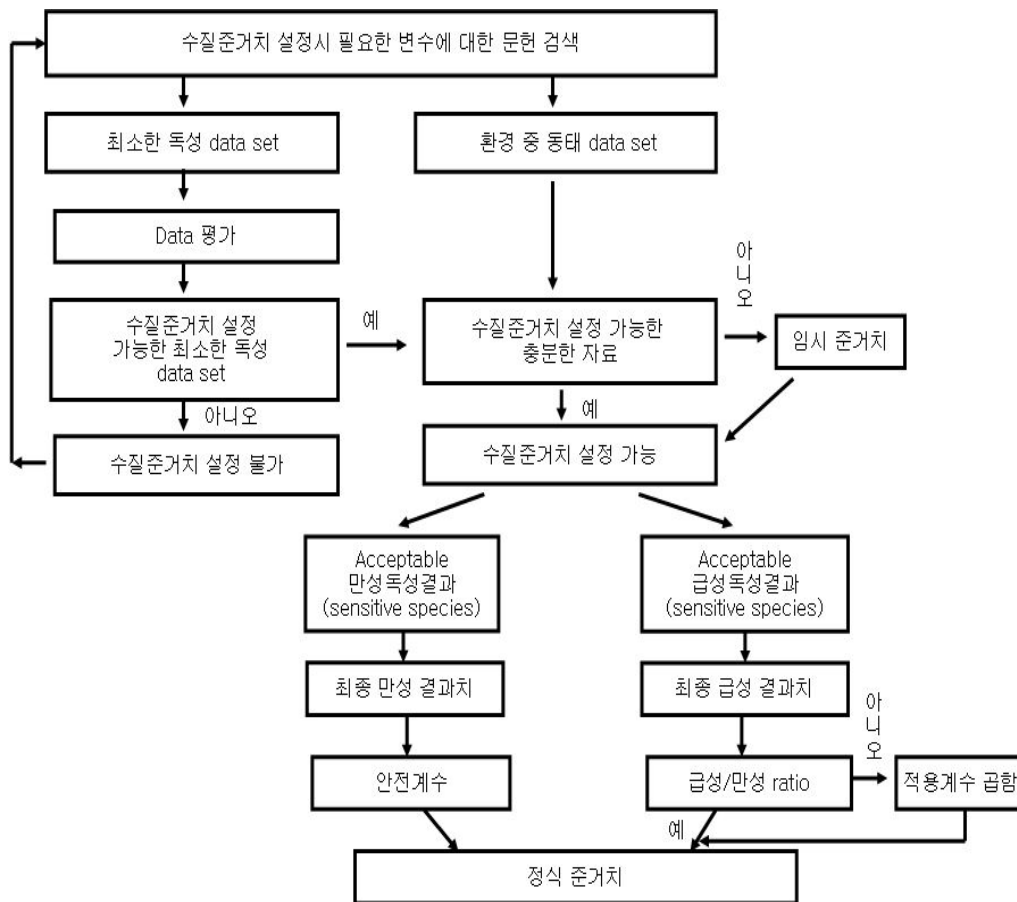 수질준거치 설정시 필요한 변수에 대한 문헌 검색
최소한 독성 data set
환경 중 동태 data set
Data 평가
아니오
수질준거치 설정
가능한 최소한 독성
data set
예
수질준거치 설정 가능한
충분한 자료
임시 준거치
아니오
예
수질준거치 설정 불가
수질준거치 설정 가능
Acceptable
만성독성결과
(sensitive species)
Acceptable
급성독성결과
(sensitive species)
최종 만성 결과치
최종 급성 결과치
아니오
안전계수
급성/만성 ratio
적용계수 곱함
예
정식 준거치